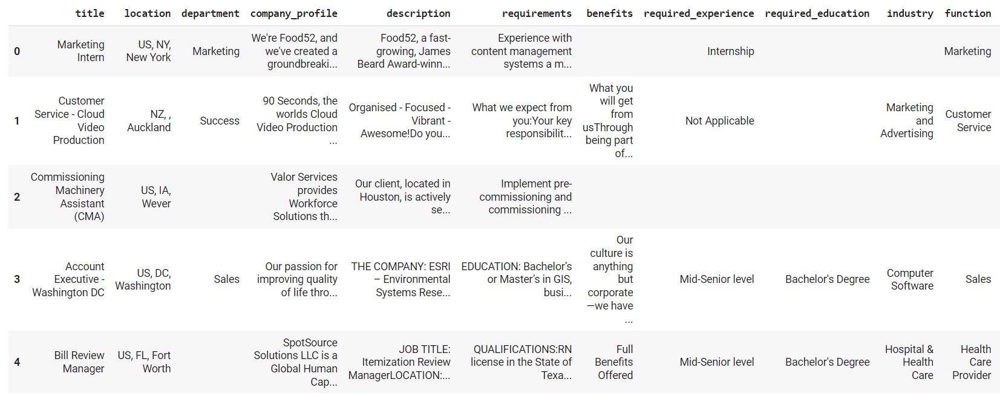 title location department company_profile description requirements benefits required_experience required_education industry function
0 Marketing Intern US, NY, New York Marketing We're Food52, and we've created a groundbreaki... Food52, a fast-growing, James Beard Award-winn... Experience with content management systems a m... Internship Marketing
1 Customer Service - Cloud Video Production NZ, , Auckland Success 90 Seconds, the worlds Cloud Video Production ... Organised - Focused - Vibrant - Awesome!Do you... What we expect from you:Your key responsibilit... What you will get from usThrough being part of... Not Applicable Marketing and Advertising Customer Service
2 Commissioning Machinery Assistant (CMA) US, IA, Wever Valor Services provides Workforce Solutions th... Our client, located in Houston, is actively se... Implement pre-commissioning and commissioning ...
3 Account Executive - Washington DC US, DC, Washington Sales Our passion for improving quality of life thro... THE COMPANY: ESRI – Environmental Systems Rese... EDUCATION: Bachelor’s or Master’s in GIS, busi... Our culture is anything but corporate—we have ... Mid-Senior level Bachelor's Degree Computer Software Sales
4 Bill Review Manager US, FL, Fort Worth SpotSource Solutions LLC is a Global Human Cap... JOB TITLE: Itemization Review ManagerLOCATION:... QUALIFICATIONS:RN license in the State of Texa... Full Benefits Offered Mid-Senior level Bachelor's Degree Hospital & Health Care Health Care Provider